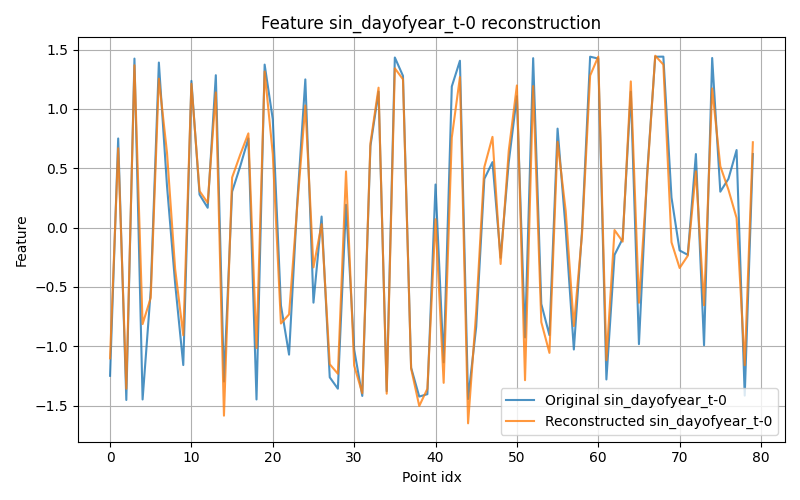 Feature sin_dayofyear_t-0 reconstruction
Feature
1.5
1.0
0.5
0.0
−0.5
−1.0
−1.5
0 10 20 30 40 50 60 70 80
Point idx
Original sin_dayofyear_t-0
Reconstructed sin_dayofyear_t-0